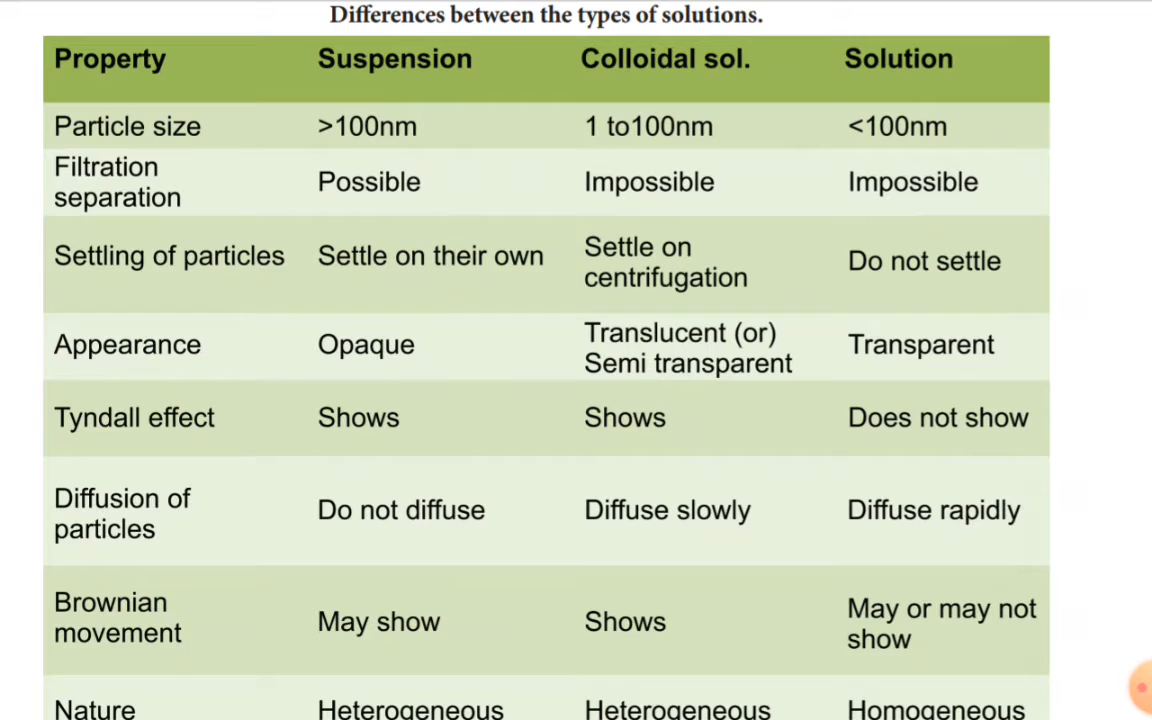 Differences between the types of solutions.
Property Suspension Colloidal sol. Solution
Particle size >100nm 1 to100nm <100nm
Filtration
separation Possible Impossible Impossible
Settling of particles Settle on their own Settle on
centrifugation Do not settle
Appearance Opaque Translucent (or)
Semi transparent Transparent
Tyndall effect Shows Shows Does not show
Diffusion of
particles Do not diffuse Diffuse slowly Diffuse rapidly
Brownian
movement May show Shows May or may not
show
Nature Heterogeneous Heterogeneous Homogeneous